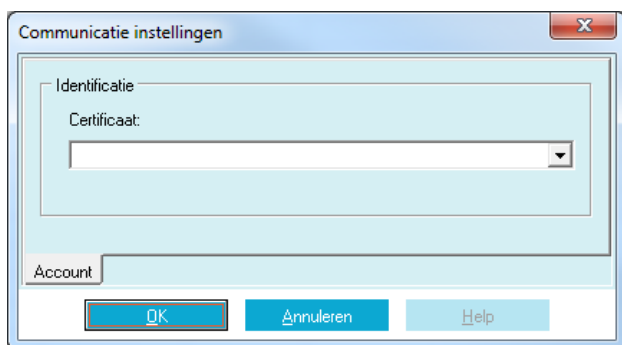 Communicatie instellingen
Identificatie
Certificaat:
Account
OK Annuleren Help